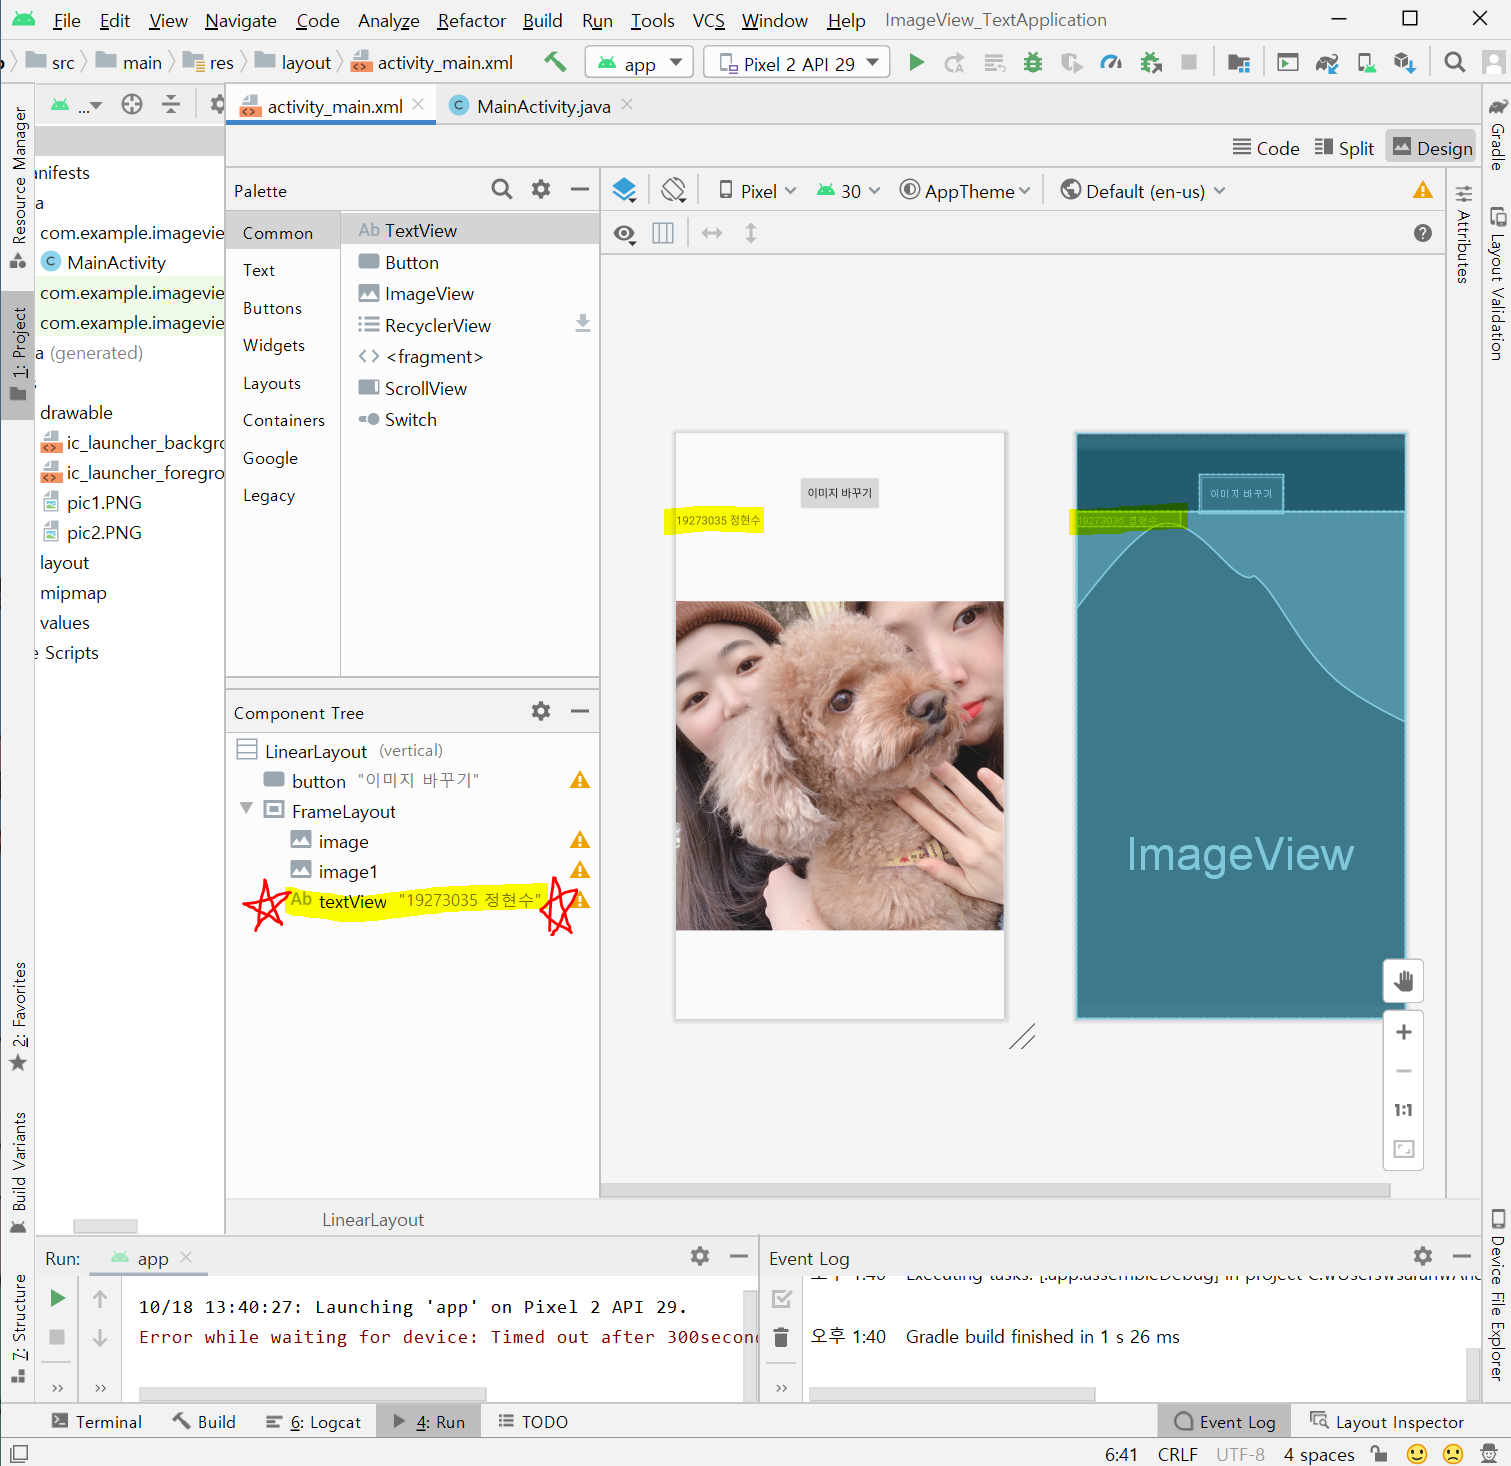 File Edit View Navigate Code Analyze Refactor Build Run Tools VCS Window Help ImageView_TextApplication
src main res layout activity_main.xml app Pixel 2 API 29
activity_main.xml MainActivity.java
Code Split Design
Palette
Pixel 30 AppTheme Default (en-us)
Common
Text
Buttons
Widgets
Layouts
Containers
Google
Legacy
Ab TextView
Button
ImageView
RecyclerView
<fragment>
ScrollView
Switch
anifests
a
com.example.imagevie
MainActivity
com.example.imagevie
com.example.imagevie
a (generated)
drawable
ic_launcher_backgro
ic_launcher_foregro
pic1.PNG
pic2.PNG
layout
mipmap
values
e Scripts
Component Tree
LinearLayout (vertical)
button "이미지 바꾸기"
FrameLayout
image
image1
Ab textView "19273035 정현수"
이미지 바꾸기
19273035 정현수
이미지 바꾸기
19273035 정현수
ImageView
1:1
LinearLayout
Resource Manager
1: Project
2: Favorites
Build Variants
7: Structure
Gradle
Layout Validation
Attributes
Device File Explorer
Run: app
10/18 13:40:27: Launching 'app' on Pixel 2 API 29.
Error while waiting for device: Timed out after 300secon
Event Log
오후 1:40 Executing tasks: [:app:assembleDebug] in project
오후 1:40 Gradle build finished in 1 s 26 ms
Terminal Build 6: Logcat 4: Run TODO Event Log Layout Inspector
6:41 CRLF UTF-8 4 spaces